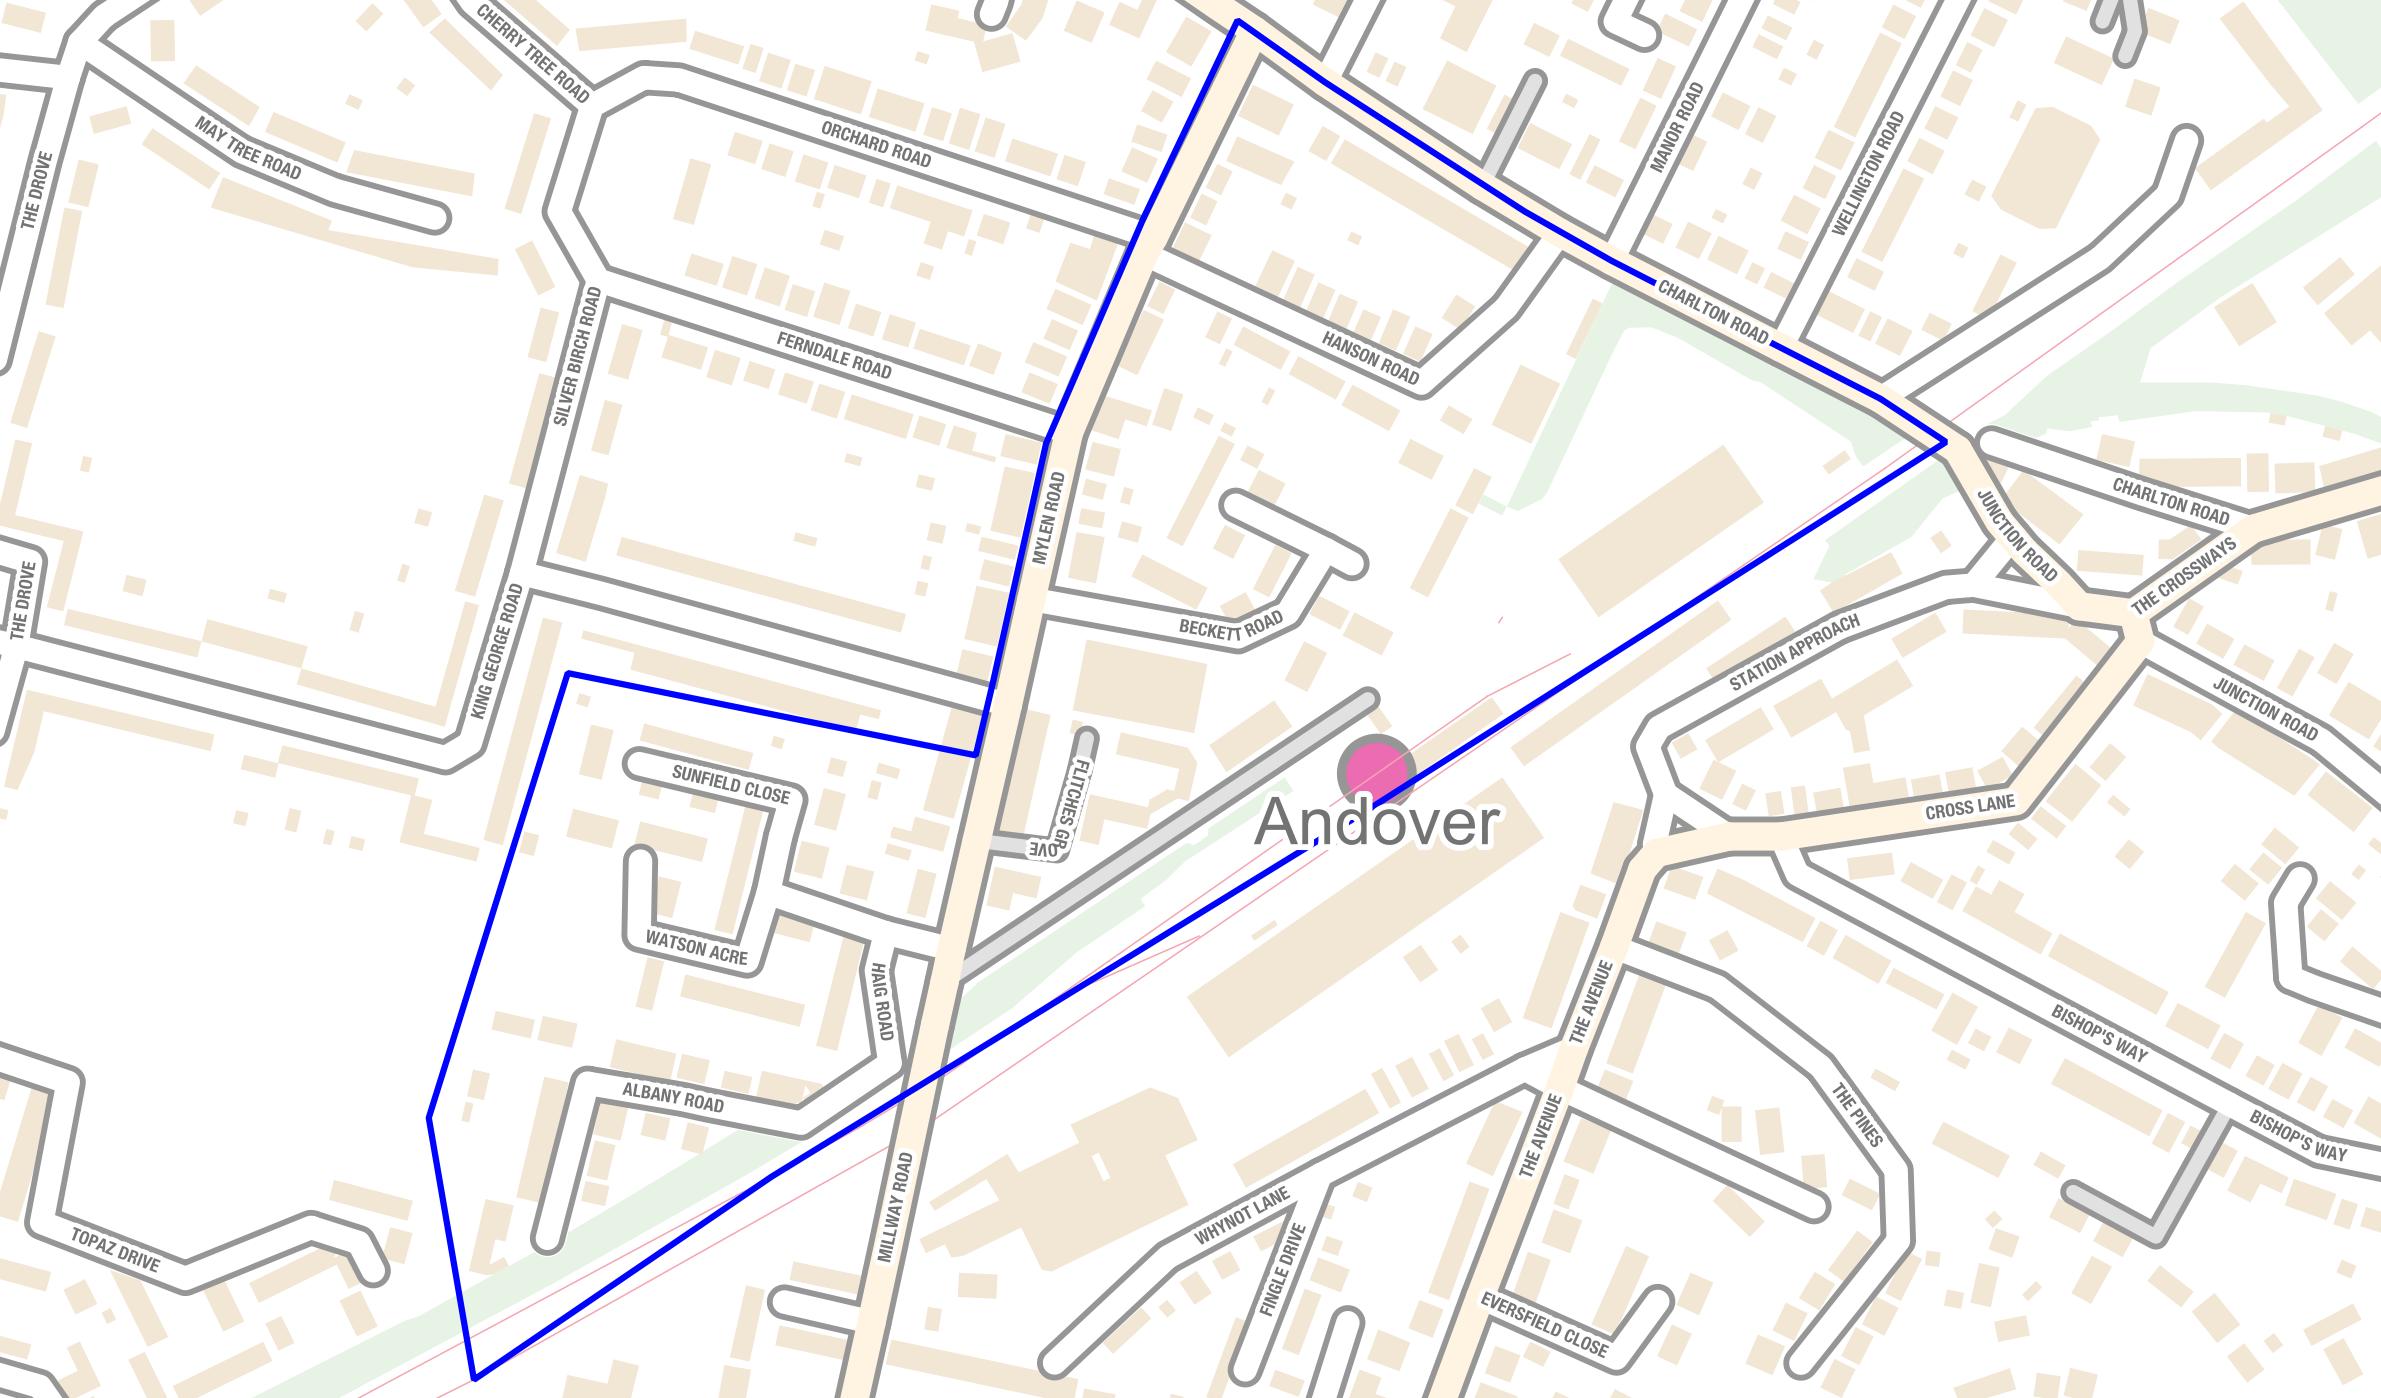 CHERRY TREE ROAD
MAY TREE ROAD
THE DROVE
ORCHARD ROAD
MANOR ROAD
WELLINGTON ROAD
CHARLTON ROAD
HANSON ROAD
FERNDALE ROAD
SILVER BIRCH ROAD
MYLEN ROAD
CHARLTON ROAD
JUNCTION ROAD
THE CROSSWAYS
THE DROVE
KING GEORGE ROAD
BECKETT ROAD
STATION APPROACH
JUNCTION ROAD
SUNFIELD CLOSE
FLITCHES GR
OVE
Andover
CROSS LANE
WATSON ACRE
HAIG ROAD
THE AVENUE
BISHOP'S WAY
ALBANY ROAD
THE PINES
THE AVENUE
BISHOP'S WAY
MILLWAY ROAD
WHYNOT LANE
FINGLE DRIVE
TOPAZ DRIVE
EVERSFIELD CLOSE